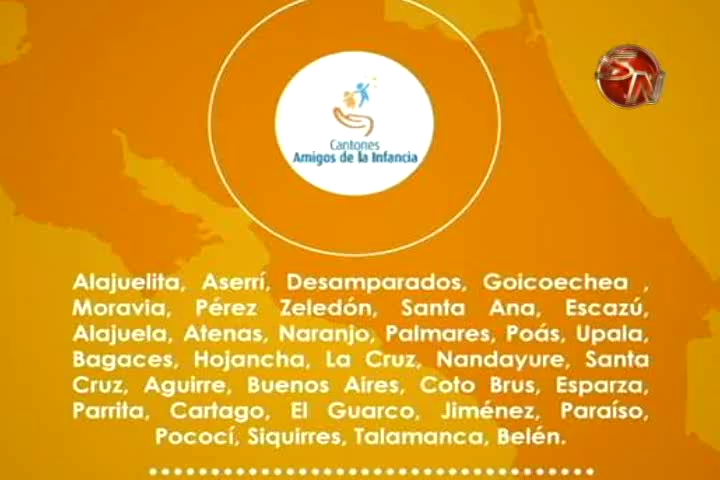 SN
Cantones
Amigos de la Infancia
Alajuelita, Aserrí, Desamparados, Goicoechea ,
Moravia, Pérez Zeledón, Santa Ana, Escazú,
Alajuela, Atenas, Naranjo, Palmares, Poás, Upala,
Bagaces, Hojancha, La Cruz, Nandayure, Santa
Cruz, Aguirre, Buenos Aires, Coto Brus, Esparza,
Parrita, Cartago, El Guarco, Jiménez, Paraíso,
Pococí, Siquirres, Talamanca, Belén.